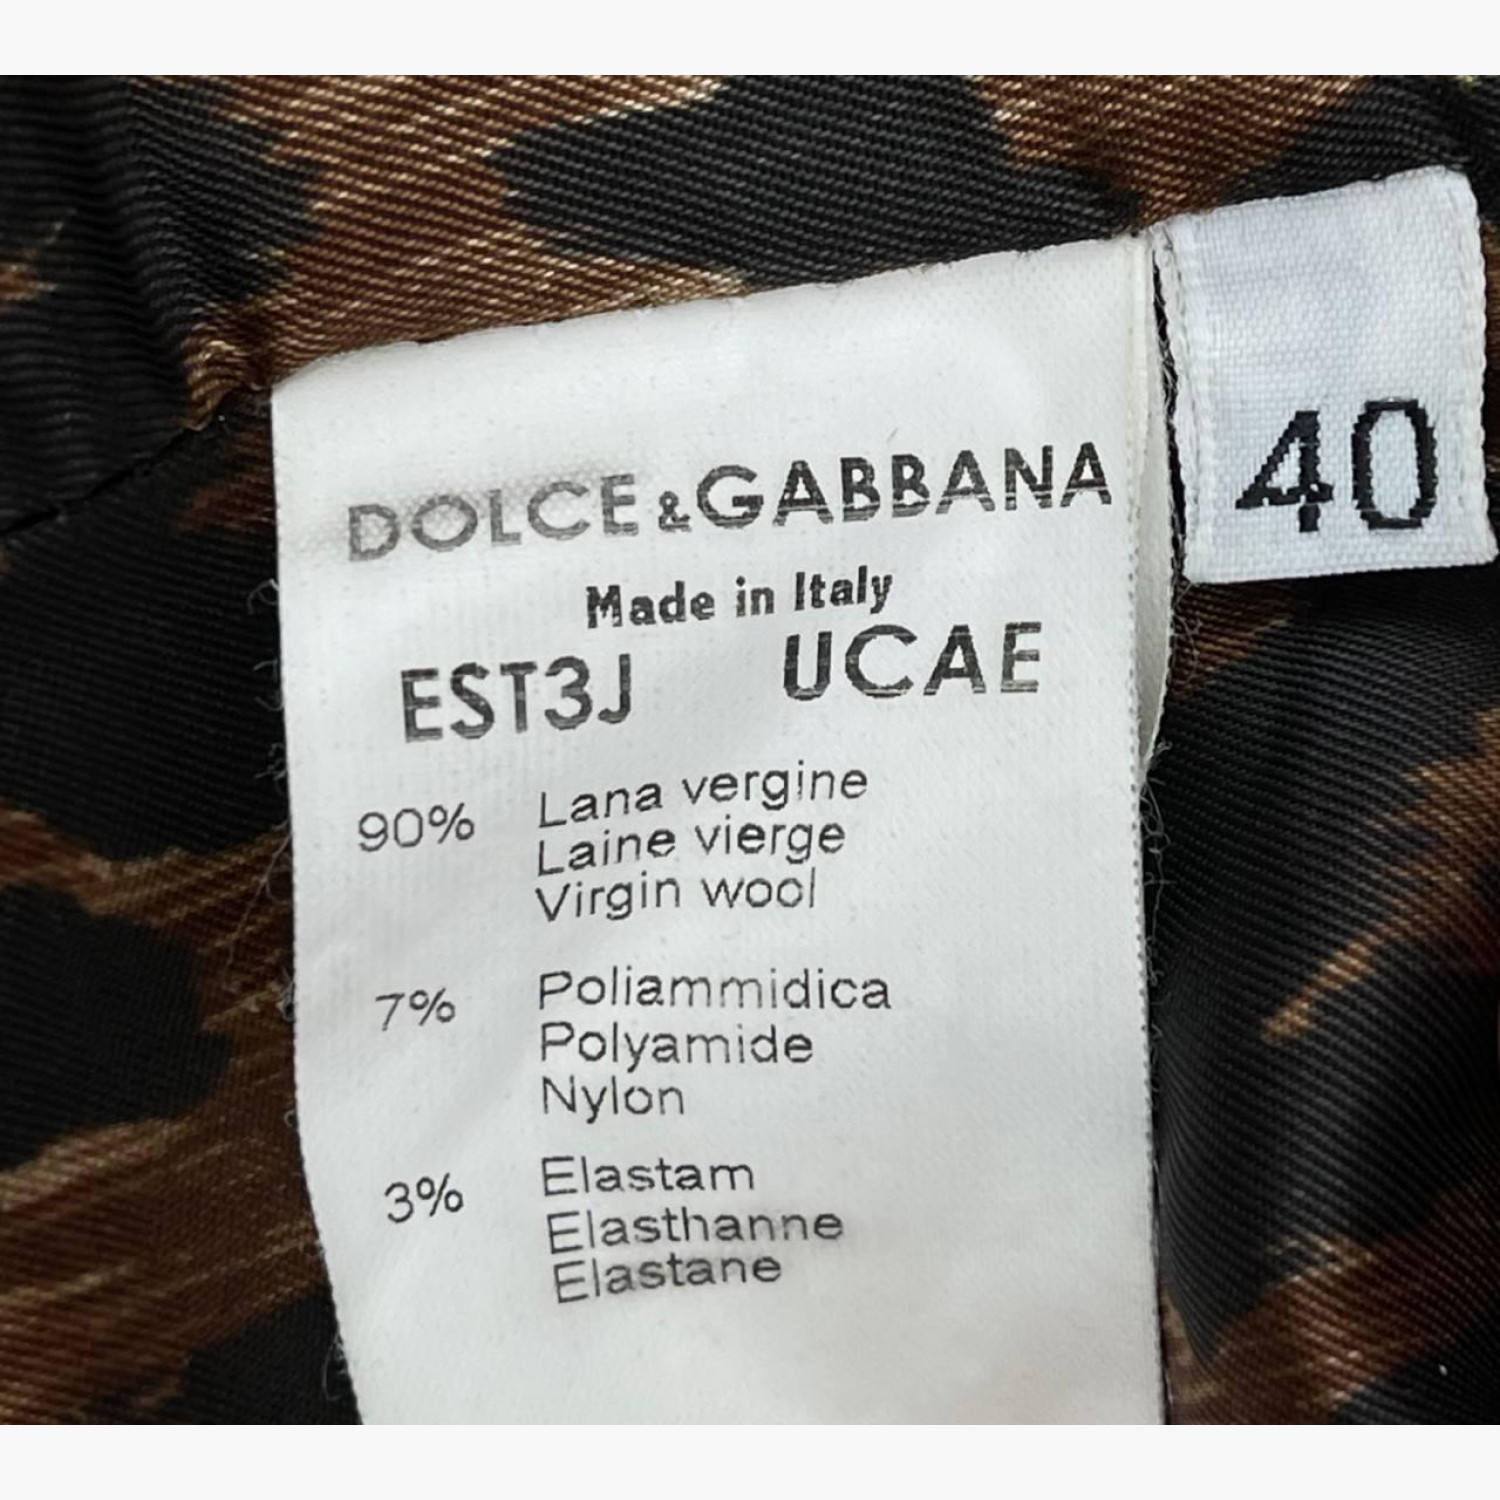 DOLCE & GABBANA
40
Made in Italy
EST3J UCAE
90% Lana vergine
Laine vierge
Virgin wool
7% Poliammidica
Polyamide
Nylon
3% Elastam
Elasthanne
Elastane